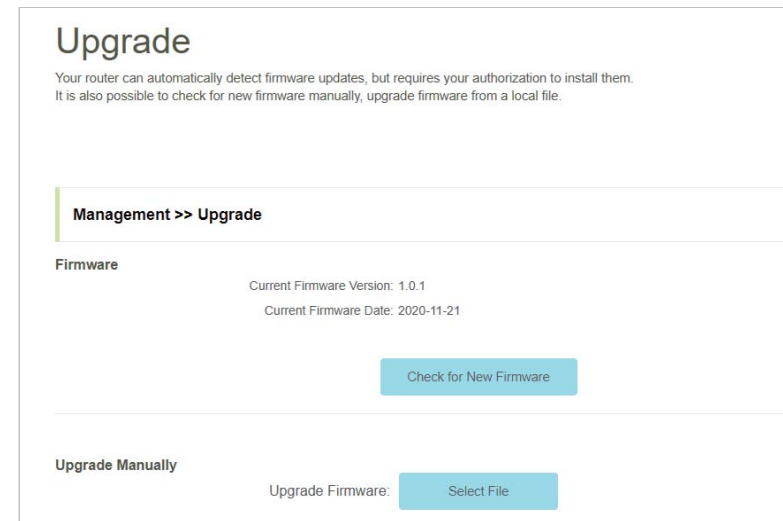 Upgrade
Your router can automatically detect firmware updates, but requires your authorization to install them.
It is also possible to check for new firmware manually, upgrade firmware from a local file.
Management >> Upgrade
Firmware
Current Firmware Version: 1.0.1
Current Firmware Date: 2020-11-21
Check for New Firmware
Upgrade Manually
Upgrade Firmware: Select File